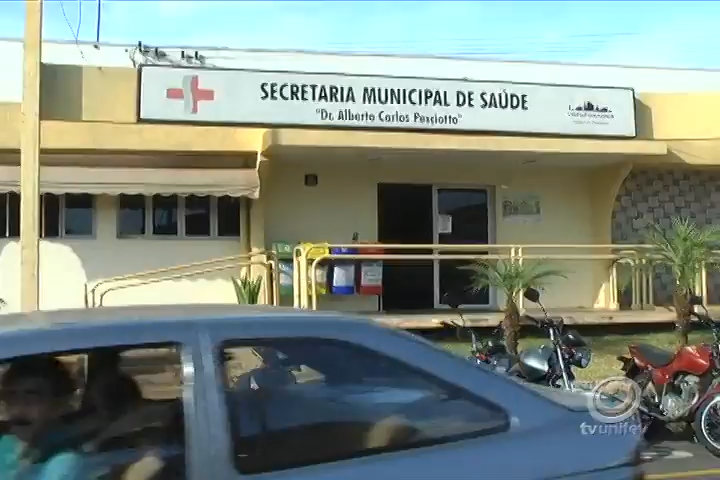 SECRETARIA MUNICIPAL DE SAÚDE
"Dr. Alberto Carlos Pesciotto"
tvunifev